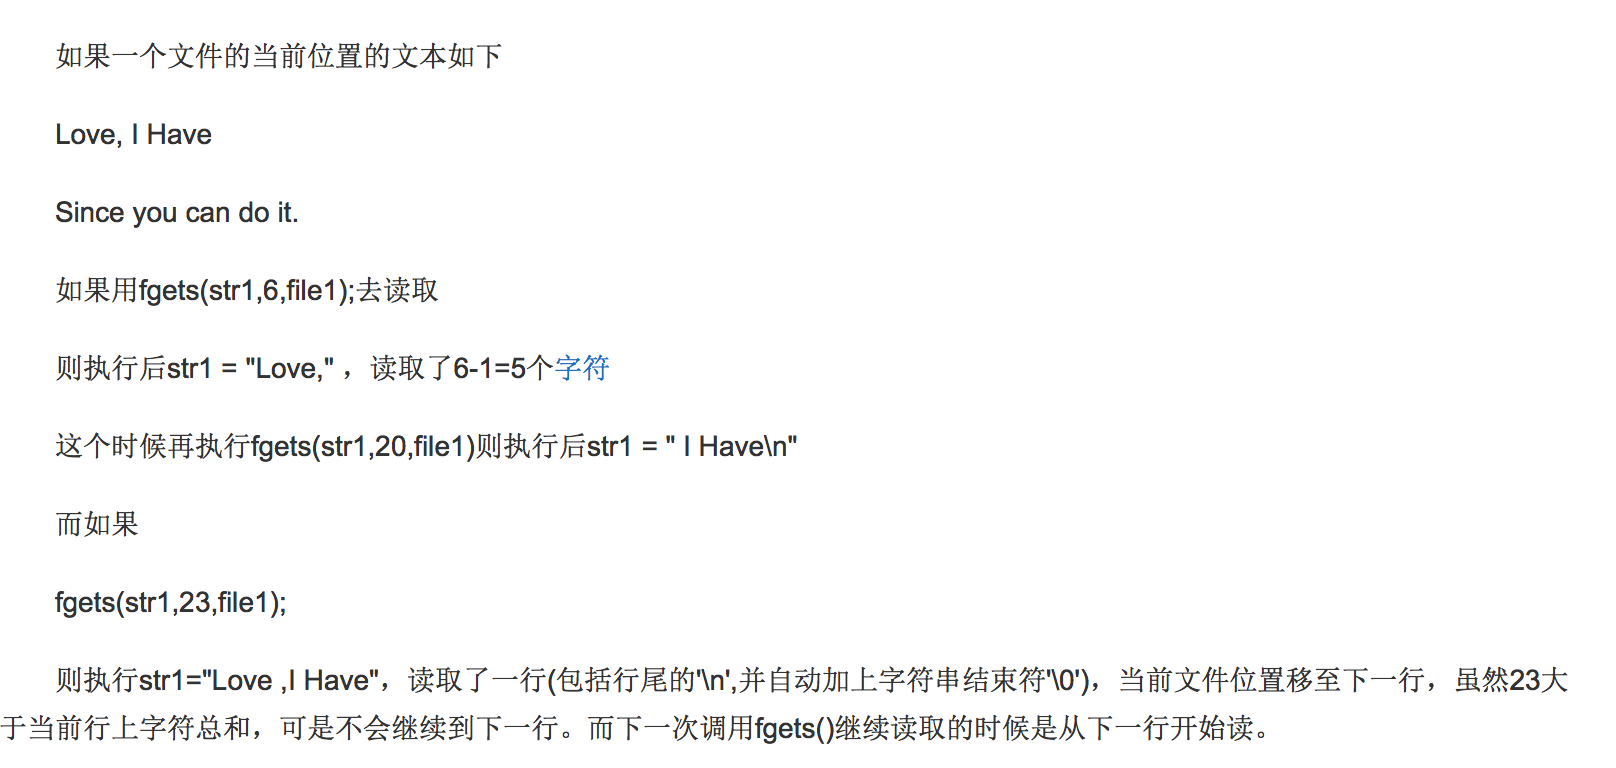 如果一个文件的当前位置的文本如下
Love, I Have
Since you can do it.
如果用fgets(str1,6,file1);去读取
则执行后str1 = "Love," ，读取了6-1=5个字符
这个时候再执行fgets(str1,20,file1)则执行后str1 = " I Have\n"
而如果
fgets(str1,23,file1);
则执行str1="Love ,I Have"，读取了一行(包括行尾的'\n',并自动加上字符串结束符'\0')，当前文件位置移至下一行，虽然23大
于当前行上字符总和，可是不会继续到下一行。而下一次调用fgets()继续读取的时候是从下一行开始读。